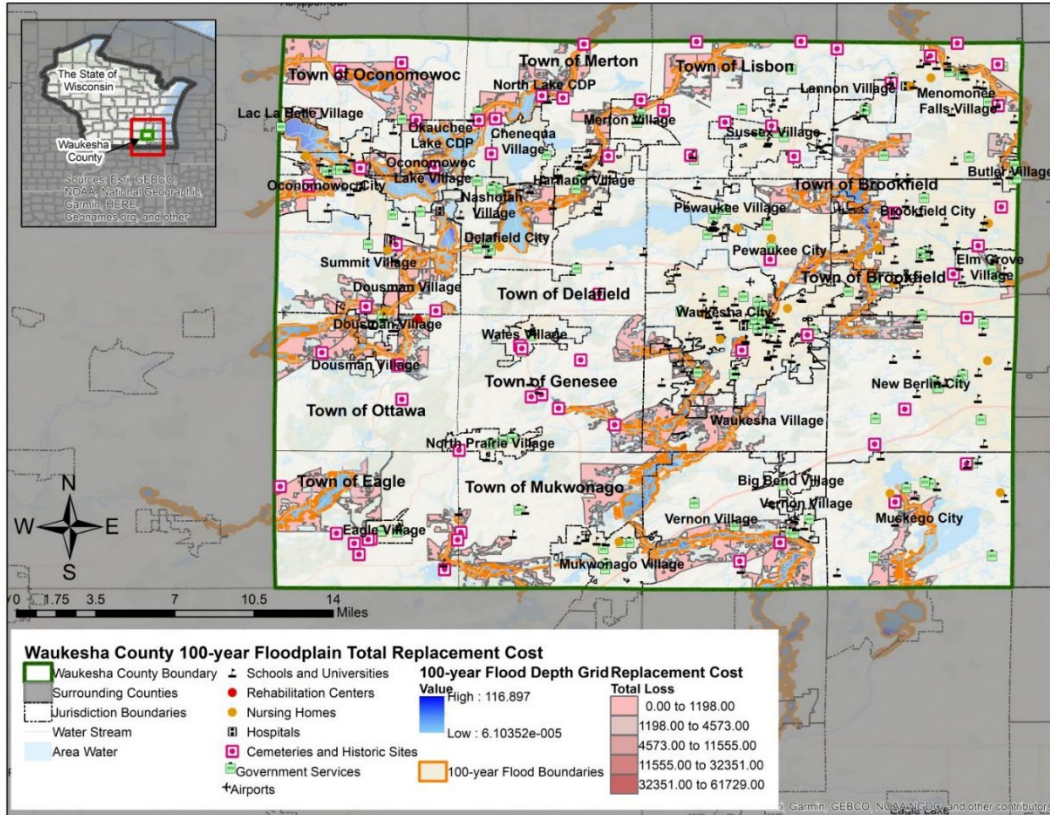 The State of
Wisconsin
Waukesha
County
Sources: Esri, GEBCO,
NOAA, National Geographic,
Garmin, HERE,
Geonames.org, and other
Town of Oconomowoc
Town of Merton
Town of Lisbon
North Lake CDP
Lannon Village
Menomonee
Falls Village
Lac La Belle Village
Okauchee
Lake CDP
Chenequa
Village
Merton Village
Sussex Village
Oconomowoc
Lake Village
Oconomowoc City
Hartland Village
Butler Village
Nashotah
Village
Town of Brookfield
Pewaukee Village
Brookfield City
Delafield City
Pewaukee City
Summit Village
Elm Grove
Village
Town of Brookfield
Dousman Village
Town of Delafield
Dousman Village
Waukesha City
Wales Village
Dousman Village
Town of Genesee
New Berlin City
Town of Ottawa
Waukesha Village
North Prairie Village
Town of Eagle
Town of Mukwonago
Big Bend Village
Vernon Village
Vernon Village
Muskego City
Eagle Village
Mukwonago Village
N
W E
S
0 1.75 3.5 7 10.5 14
Miles
Waukesha County 100-year Floodplain Total Replacement Cost
Waukesha County Boundary
Surrounding Counties
Jurisdiction Boundaries
Water Stream
Area Water
Schools and Universities
Rehabilitation Centers
Nursing Homes
Hospitals
Cemeteries and Historic Sites
Government Services
Airports
100-year Flood Depth Grid
Value
High : 116.897
Low : 6.10352e-005
100-year Flood Boundaries
Replacement Cost
Total Loss
0.00 to 1198.00
1198.00 to 4573.00
4573.00 to 11555.00
11555.00 to 32351.00
32351.00 to 61729.00
Garmin, GEBCO, NOAA NGDC, and other contributors
Eagle Lake